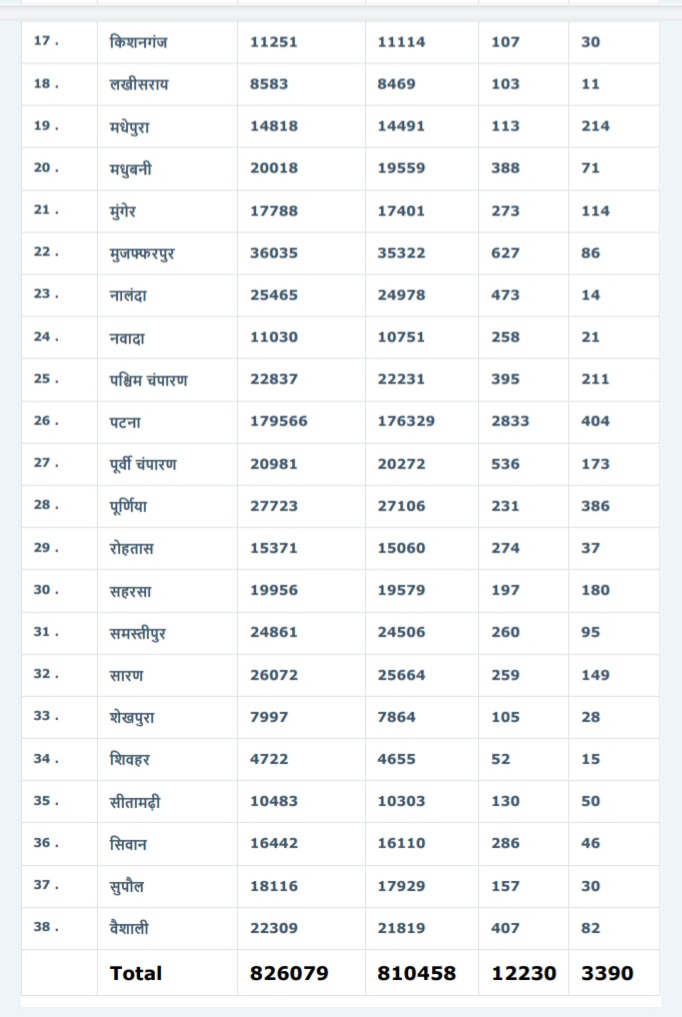 17 . किशनगंज 11251 11114 107 30
18 . लखीसराय 8583 8469 103 11
19 . मधेपुरा 14818 14491 113 214
20 . मधुबनी 20018 19559 388 71
21 . मुंगेर 17788 17401 273 114
22 . मुजफ्फरपुर 36035 35322 627 86
23 . नालंदा 25465 24978 473 14
24 . नवादा 11030 10751 258 21
25 . पश्चिम चंपारण 22837 22231 395 211
26 . पटना 179566 176329 2833 404
27 . पूर्वी चंपारण 20981 20272 536 173
28 . पूर्णिया 27723 27106 231 386
29 . रोहतास 15371 15060 274 37
30 . सहरसा 19956 19579 197 180
31 . समस्तीपुर 24861 24506 260 95
32 . सारण 26072 25664 259 149
33 . शेखपुरा 7997 7864 105 28
34 . शिवहर 4722 4655 52 15
35 . सीतामढ़ी 10483 10303 130 50
36 . सिवान 16442 16110 286 46
37 . सुपौल 18116 17929 157 30
38 . वैशाली 22309 21819 407 82
Total 826079 810458 12230 3390